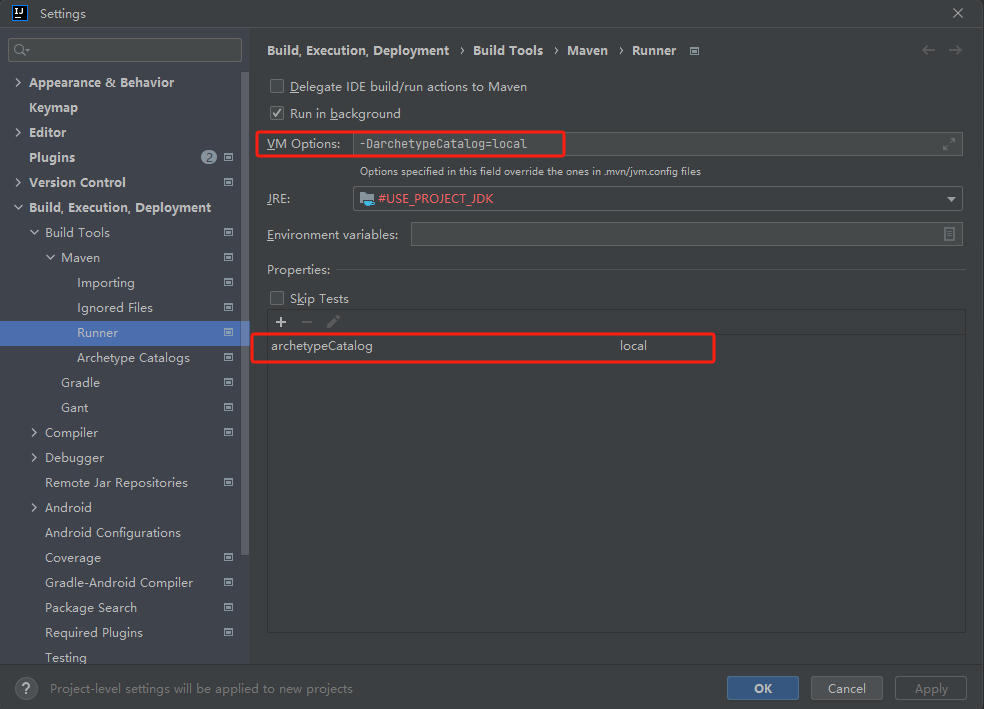 IJ
Settings
Appearance & Behavior
Keymap
Editor
Plugins 2
Version Control
Build, Execution, Deployment
Build Tools
Maven
Importing
Ignored Files
Runner
Archetype Catalogs
Gradle
Gant
Compiler
Debugger
Remote Jar Repositories
Android
Android Configurations
Coverage
Gradle-Android Compiler
Package Search
Required Plugins
Testing
Build, Execution, Deployment › Build Tools › Maven › Runner
Delegate IDE build/run actions to Maven
Run in background
VM Options: -DarchetypeCatalog=local
Options specified in this field override the ones in .mvn/jvm.config files
JRE: #USE_PROJECT_JDK
Environment variables:
Properties:
Skip Tests
archetypeCatalog local
? Project-level settings will be applied to new projects
OK Cancel Apply